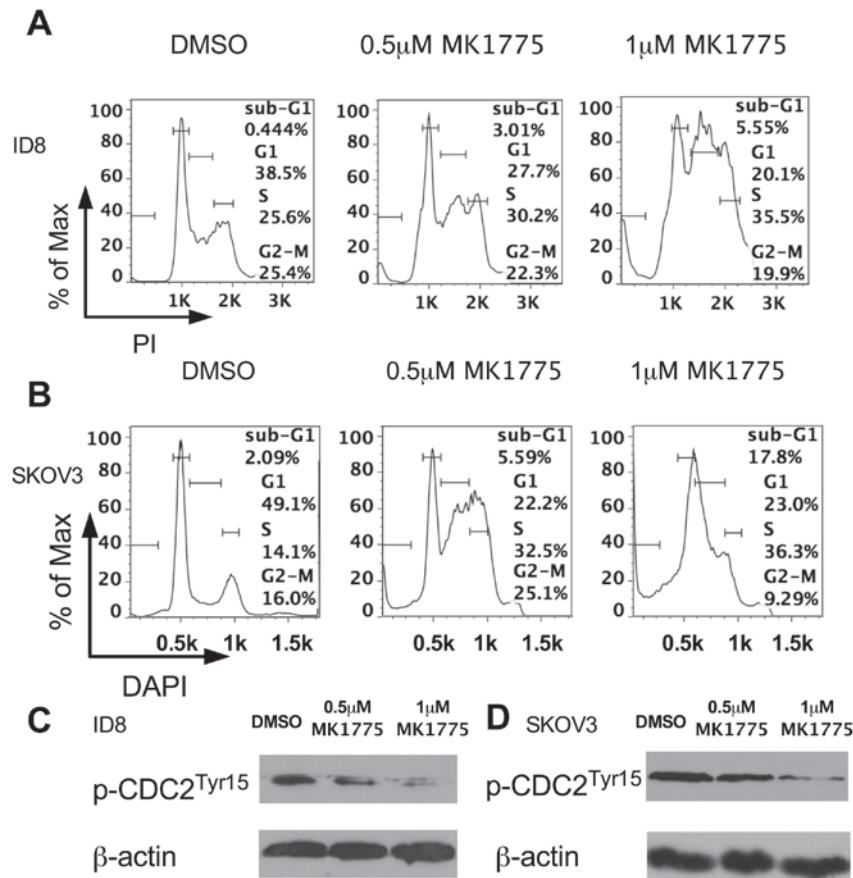 A
DMSO
0.5μM MK1775
1μM MK1775
ID8
% of Max
100
80
60
40
20
0
sub-G1
0.444%
G1
38.5%
S
25.6%
G2-M
25.4%
1K 2K 3K
100
80
60
40
20
0
sub-G1
3.01%
G1
27.7%
S
30.2%
G2-M
22.3%
1K 2K 3K
100
80
60
40
20
0
sub-G1
5.55%
G1
20.1%
S
35.5%
G2-M
19.9%
1K 2K 3K
PI
DMSO
0.5μM MK1775
1μM MK1775
B
SKOV3
% of Max
100
80
60
40
20
0
sub-G1
2.09%
G1
49.1%
S
14.1%
G2-M
16.0%
0.5k 1k 1.5k
100
80
60
40
20
0
sub-G1
5.59%
G1
22.2%
S
32.5%
G2-M
25.1%
0.5k 1k 1.5k
100
80
60
40
20
0
sub-G1
17.8%
G1
23.0%
S
36.3%
G2-M
9.29%
0.5k 1k 1.5k
DAPI
C
ID8
DMSO
0.5μM
MK1775
1μM
MK1775
p-CDC2Tyr15
β-actin
D
SKOV3
DMSO
0.5μM
MK1775
1μM
MK1775
p-CDC2Tyr15
β-actin